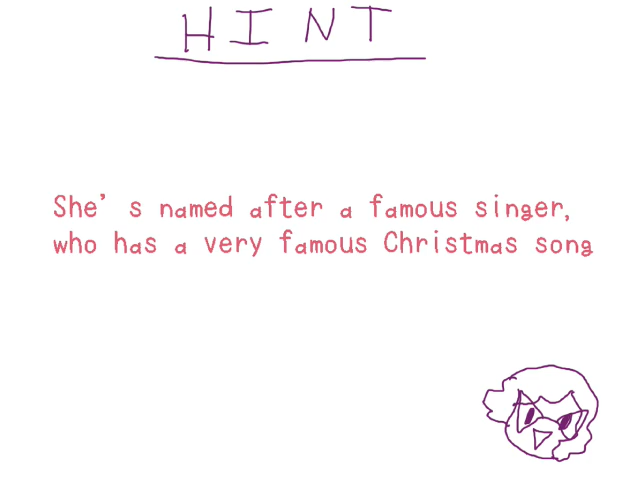 HINT
She's named after a famous singer,
who has a very famous Christmas song